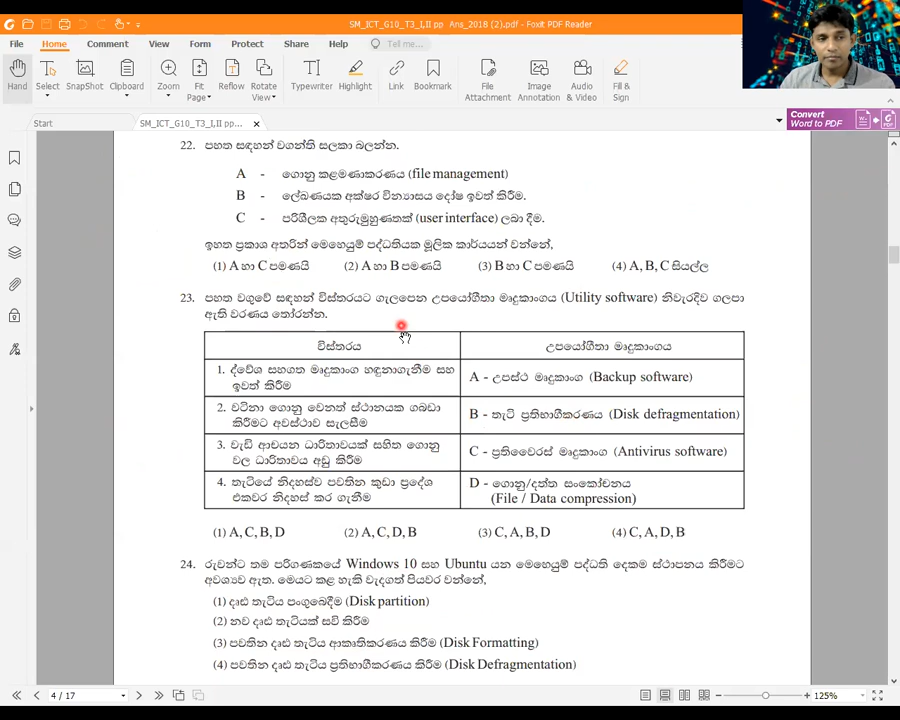 SM_ICT_G10_T3_I,II pp_Ans_2018 (2).pdf - Foxit PDF Reader
File Home Comment View Form Protect Share Help Tell me...
Hand Select SnapShot Clipboard Zoom Fit Page Reflow Rotate View Typewriter Highlight Link Bookmark File Attachment Image Annotation Audio & Video Fill & Sign
Start SM_ICT_G10_T3_I,II pp... Convert Word to PDF
22. පහත සඳහන් වගන්ති සලකා බලන්න.
A - ගොනු කළමණාකරණය (file management)
B - ලේඛණයක අක්ෂර වින්‍යාසය දෝෂ ඉවත් කිරීම.
C - පරිශීලක අතුරුමුහුණතක් (user interface) ලබා දීම.
ඉහත ප්‍රකාශ අතරින් මෙහෙයුම් පද්ධතියක මූලික කාර්යයන් වන්නේ,
(1) A හා C පමණයි (2) A හා B පමණයි (3) B හා C පමණයි (4) A, B, C සියල්ල
23. පහත වගුවේ සඳහන් විස්තරයට ගැලපෙන උපයෝගීතා මෘදුකාංගය (Utility software) නිවැරදිව ගලපා
ඇති වරණය තෝරන්න.
විස්තරය උපයෝගීතා මෘදුකාංගය
1. ද්වේශ සහගත මෘදුකාංග හඳුනාගැනීම සහ
ඉවත් කිරීම
A - උපස්ථ මෘදුකාංග (Backup software)
2. වටිනා ගොනු වෙනත් ස්ථානයක ගබඩා
කිරීමට අවස්ථාව සැලසීම
B - තැටි ප්‍රතිභාගීකරණය (Disk defragmentation)
3. වැඩි ආචයන ධාරිතාවයක් සහිත ගොනු
වල ධාරිතාවය අඩු කිරීම
C - ප්‍රතිවෛරස් මෘදුකාංග (Antivirus software)
4. තැටියේ නිදහස්ව පවතින කුඩා ප්‍රදේශ
එකවර නිදහස් කර ගැනීම
D - ගොනු/දත්ත සංකෝචනය
(File / Data compression)
(1) A, C, B, D (2) A, C, D, B (3) C, A, B, D (4) C, A, D, B
24. රුවන්ට තම පරිගණකයේ Windows 10 සහ Ubuntu යන මෙහෙයුම් පද්ධති දෙකම ස්ථාපනය කිරීමට
අවශ්‍යව ඇත. මෙයට කළ හැකි වැදගත් පියවර වන්නේ,
(1) දෘඪ තැටිය පංගුබෙදීම (Disk partition)
(2) නව දෘඪ තැටියක් සවි කිරීම
(3) පවතින දෘඪ තැටිය ආකෘතිකරණය කිරීම (Disk Formatting)
(4) පවතින දෘඪ තැටිය ප්‍රතිභාගීකරණය කිරීම (Disk Defragmentation)
4 / 17 125%